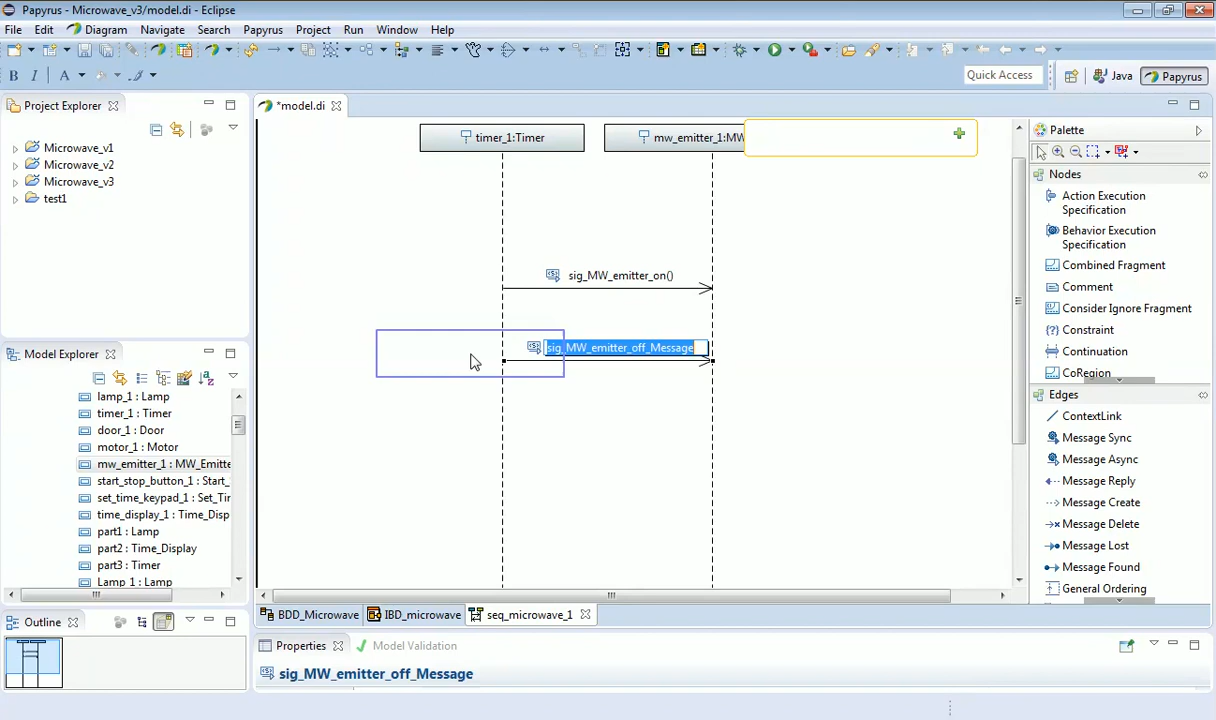 Papyrus - Microwave_v3/model.di - Eclipse
File Edit Diagram Navigate Search Papyrus Project Run Window Help
B I A Quick Access Java Papyrus
Project Explorer
Microwave_v1
Microwave_v2
Microwave_v3
test1
Model Explorer
lamp_1 : Lamp
timer_1 : Timer
door_1 : Door
motor_1 : Motor
mw_emitter_1 : MW_Emitte
start_stop_button_1 : Start_
set_time_keypad_1 : Set_Tir
time_display_1 : Time_Disp
part1 : Lamp
part2 : Time_Display
part3 : Timer
Lamp_1 : Lamp
Outline
*model.di
timer_1:Timer
mw_emitter_1:MW
sig_MW_emitter_on()
sig_MW_emitter_off_Message
BDD_Microwave IBD_microwave seq_microwave_1
Properties Model Validation
sig_MW_emitter_off_Message
Palette
Nodes
Action Execution
Specification
Behavior Execution
Specification
Combined Fragment
Comment
Consider Ignore Fragment
Constraint
Continuation
CoRegion
Edges
ContextLink
Message Sync
Message Async
Message Reply
Message Create
Message Delete
Message Lost
Message Found
General Ordering